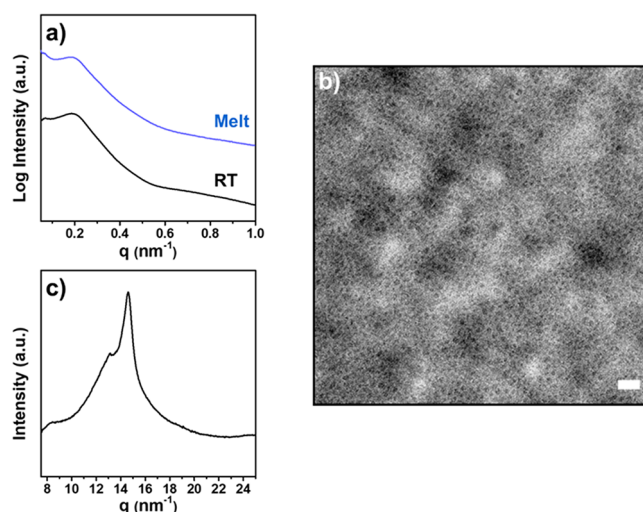 a)
Log Intensity (a.u.)
Melt
RT
0.2 0.4 0.6 0.8 1.0
q (nm⁻¹)
b)
c)
Intensity (a.u.)
8 10 12 14 16 18 20 22 24
q (nm⁻¹)